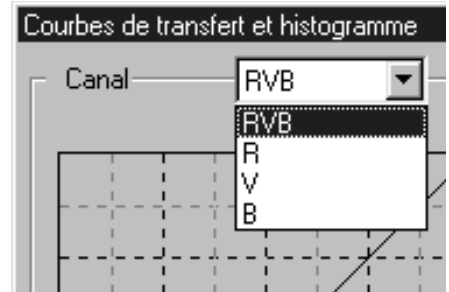 Courbes de transfert et histogramme
Canal RVB
RVB
R
V
B